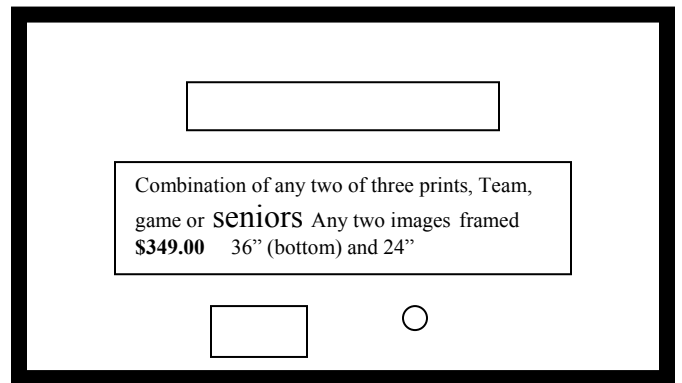 Combination of any two of three prints, Team,
game or seniors Any two images framed
$349.00 36” (bottom) and 24”